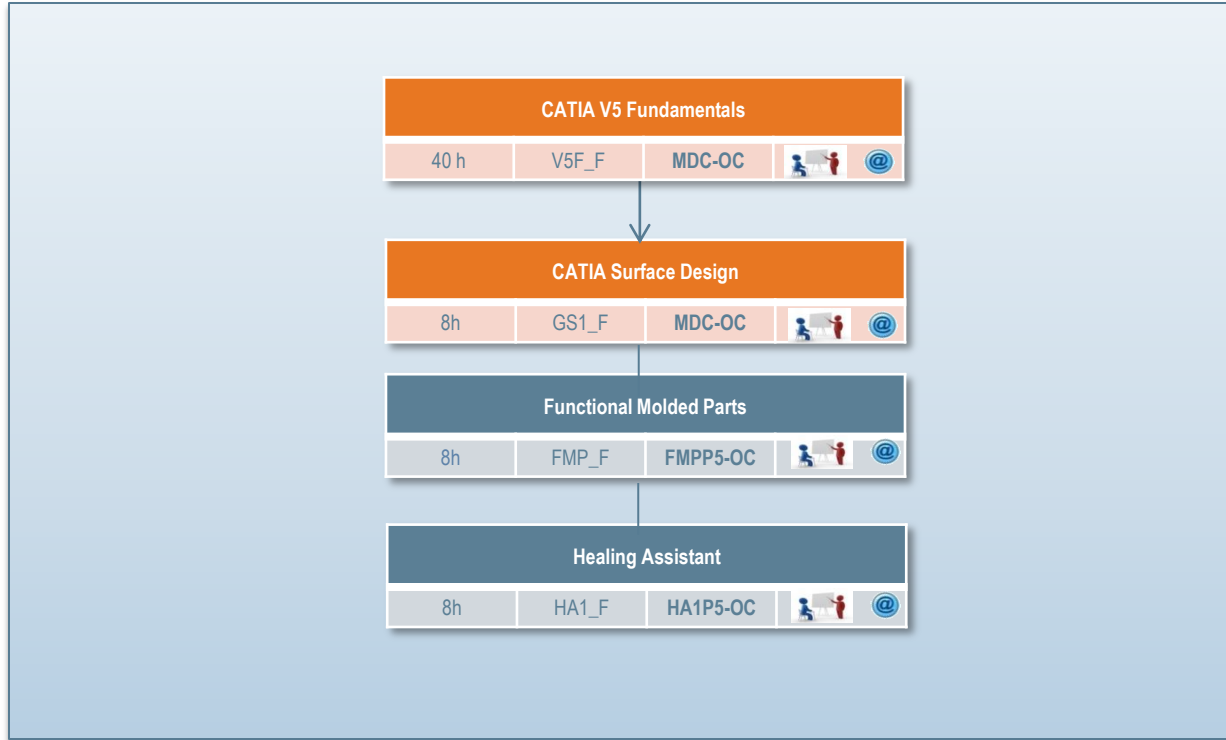 CATIA V5 Fundamentals
40 h V5F_F MDC-OC @
CATIA Surface Design
8h GS1_F MDC-OC @
Functional Molded Parts
8h FMP_F FMPP5-OC @
Healing Assistant
8h HA1_F HA1P5-OC @